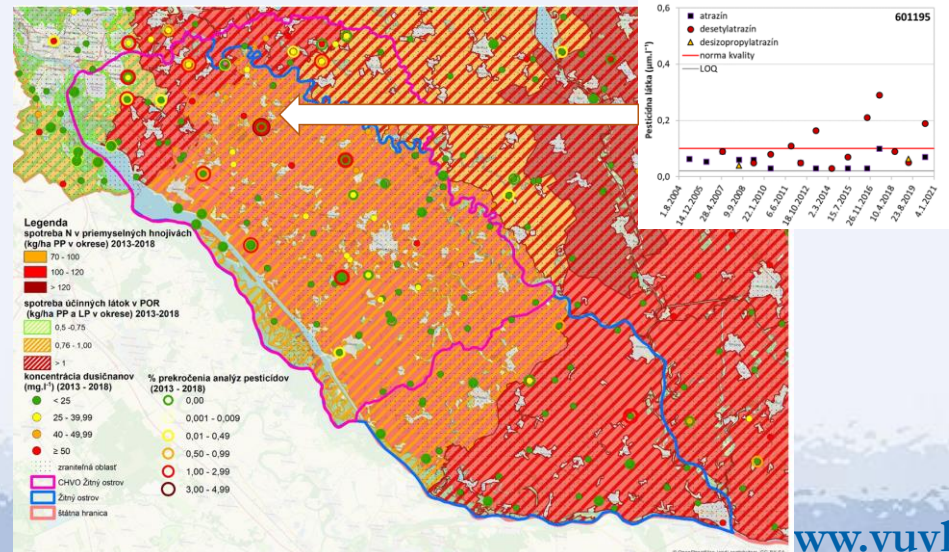 0,6
0,4
0,2
0,0
Pesticídna látka (µm.l⁻¹)
atrazín
desetylatrazín
desizopropylatrazín
norma kvality
LOQ
601195
1.8.2004
14.12.2005
28.4.2007
9.9.2008
22.1.2010
6.6.2011
18.10.2012
2.3.2014
15.7.2015
26.11.2016
10.4.2018
23.8.2019
4.1.2021
Legenda
spotreba N v priemyselných hnojivách
(kg/ha PP v okrese) 2013-2018
70 - 100
100 - 120
> 120
spotreba účinných látok v POR
(kg/ha PP a LP v okrese) 2013-2018
0,5 -0,75
0,76 - 1,00
> 1
koncentrácia dusičnanov
(mg.l⁻¹) (2013 - 2018)
< 25
25 - 39,99
40 - 49,99
≥ 50
zraniteľná oblasť
CHVO Žitný ostrov
Žitný ostrov
štátna hranica
% prekročenia analýz pesticídov
(2013 - 2018)
0,00
0,001 - 0,009
0,01 - 0,49
0,50 - 0,99
1,00 - 2,99
3,00 - 4,99